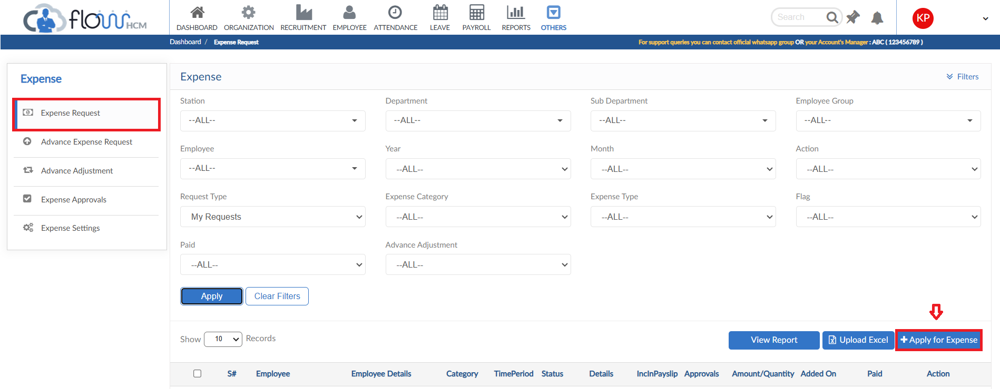 flowHCM
DASHBOARD ORGANIZATION RECRUITMENT EMPLOYEE ATTENDANCE LEAVE PAYROLL REPORTS OTHERS
Search
KP
Dashboard / Expense Request
For support queries you can contact official whatsapp group OR your Account's Manager : ABC ( 123456789 )
Expense
Expense Request
Advance Expense Request
Advance Adjustment
Expense Approvals
Expense Settings
Expense
Filters
Station Department Sub Department Employee Group
--ALL-- --ALL-- --ALL-- --ALL--
Employee Year Month Action
--ALL-- --ALL-- --ALL-- --ALL--
Request Type Expense Category Expense Type Flag
My Requests --ALL-- --ALL-- --ALL--
Paid Advance Adjustment
--ALL-- --ALL--
Apply Clear Filters
Show 10 Records
View Report Upload Excel + Apply for Expense
S# Employee Employee Details Category TimePeriod Status Details IncInPayslip Approvals Amount/Quantity Added On Paid Action